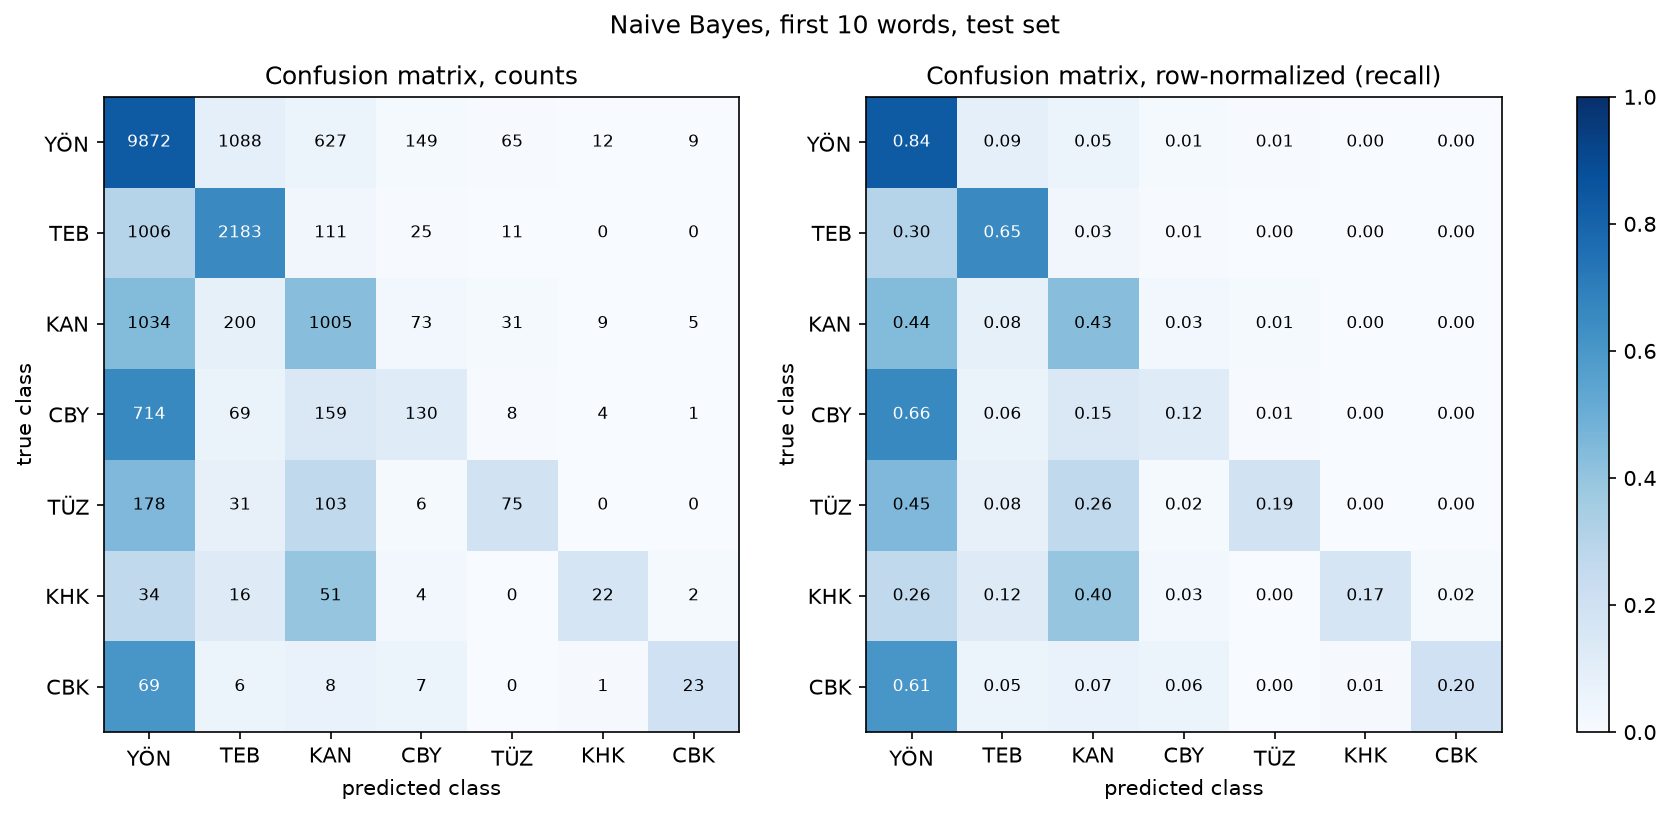 Naive Bayes, first 10 words, test set
Confusion matrix, counts
YÖN 9872 1088 627 149 65 12 9
TEB 1006 2183 111 25 11 0 0
KAN 1034 200 1005 73 31 9 5
CBY 714 69 159 130 8 4 1
TÜZ 178 31 103 6 75 0 0
KHK 34 16 51 4 0 22 2
CBK 69 6 8 7 0 1 23
YÖN TEB KAN CBY TÜZ KHK CBK
predicted class
true class
Confusion matrix, row-normalized (recall)
YÖN 0.84 0.09 0.05 0.01 0.01 0.00 0.00
TEB 0.30 0.65 0.03 0.01 0.00 0.00 0.00
KAN 0.44 0.08 0.43 0.03 0.01 0.00 0.00
CBY 0.66 0.06 0.15 0.12 0.01 0.00 0.00
TÜZ 0.45 0.08 0.26 0.02 0.19 0.00 0.00
KHK 0.26 0.12 0.40 0.03 0.00 0.17 0.02
CBK 0.61 0.05 0.07 0.06 0.00 0.01 0.20
YÖN TEB KAN CBY TÜZ KHK CBK
predicted class
true class
1.0
0.8
0.6
0.4
0.2
0.0